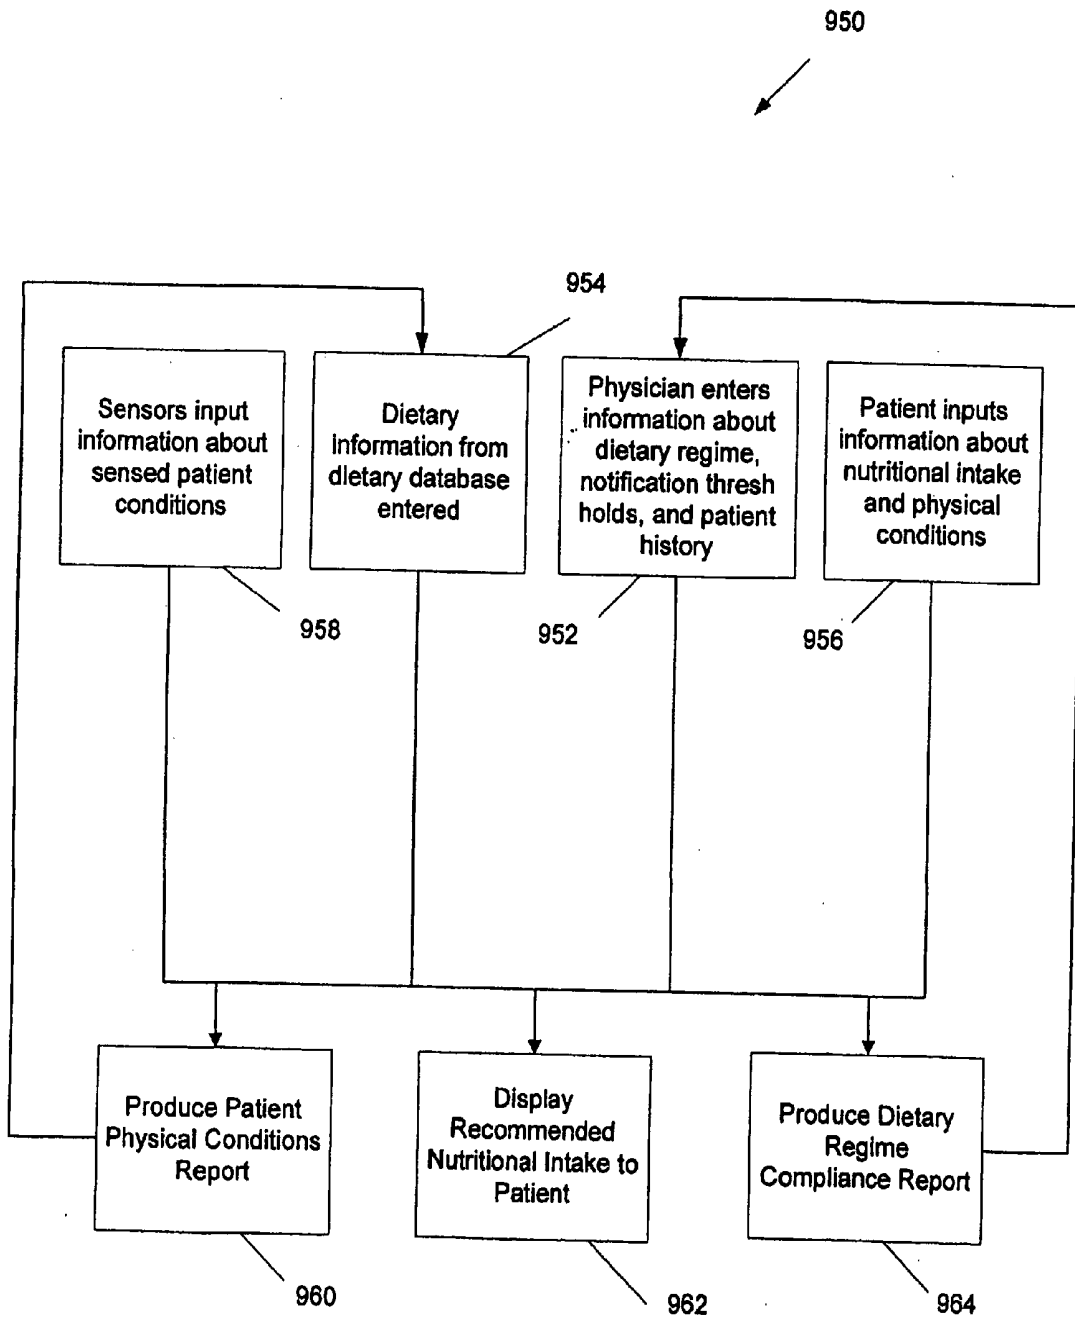 950
954
Sensors input
information about
sensed patient
conditions
Dietary
information from
dietary database
entered
Physician enters
information about
dietary regime,
notification thresh
holds, and patient
history
Patient inputs
information about
nutritional intake
and physical
conditions
958
952
956
Produce Patient
Physical Conditions
Report
Display
Recommended
Nutritional Intake to
Patient
Produce Dietary
Regime
Compliance Report
960
962
964